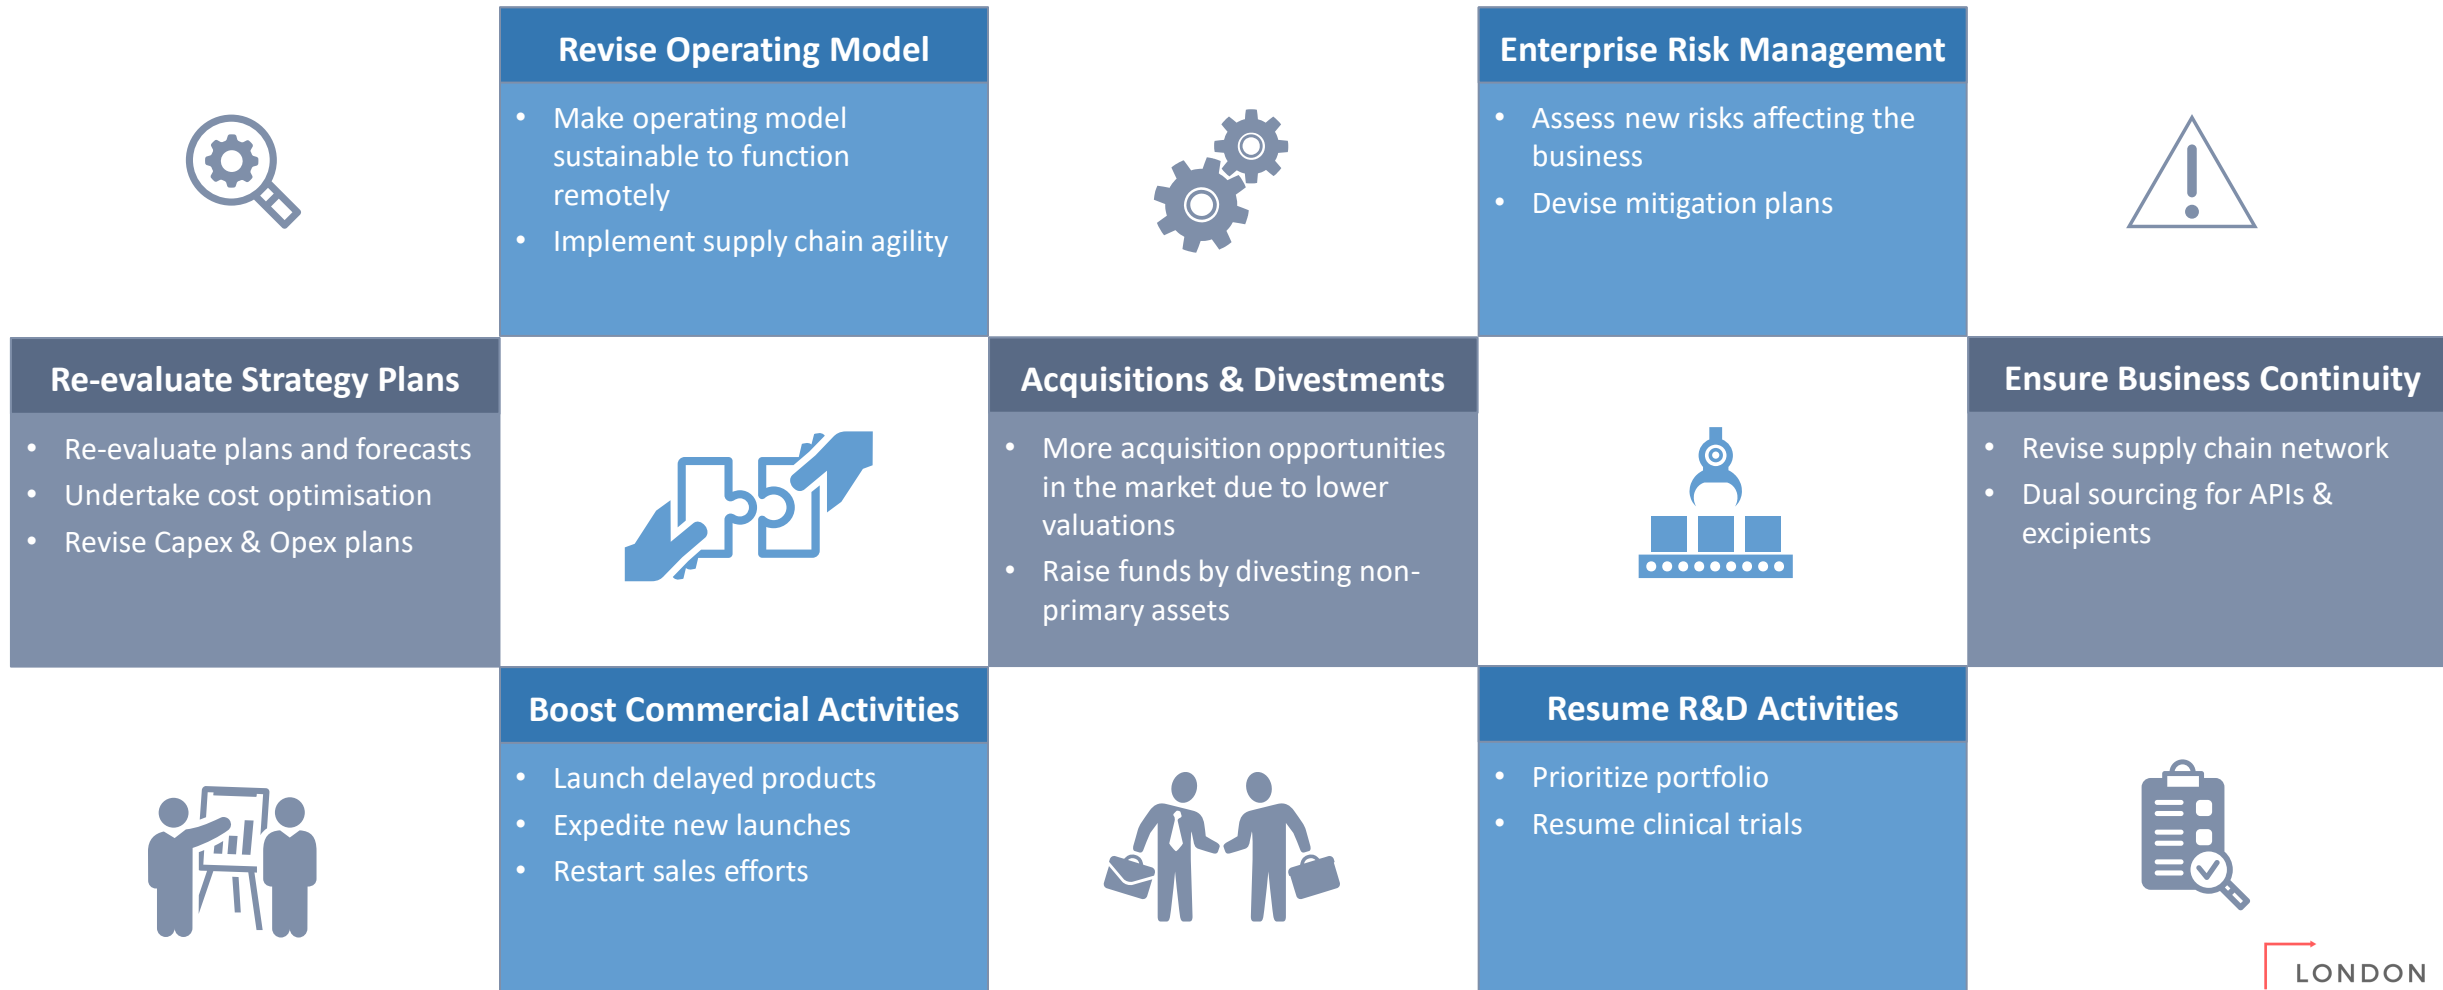 Revise Operating Model
• Make operating model
sustainable to function
remotely
• Implement supply chain agility
Enterprise Risk Management
• Assess new risks affecting the
business
• Devise mitigation plans
Re-evaluate Strategy Plans
• Re-evaluate plans and forecasts
• Undertake cost optimisation
• Revise Capex & Opex plans
Acquisitions & Divestments
• More acquisition opportunities
in the market due to lower
valuations
• Raise funds by divesting non-
primary assets
Ensure Business Continuity
• Revise supply chain network
• Dual sourcing for APIs &
excipients
Boost Commercial Activities
• Launch delayed products
• Expedite new launches
• Restart sales efforts
Resume R&D Activities
• Prioritize portfolio
• Resume clinical trials
LONDON